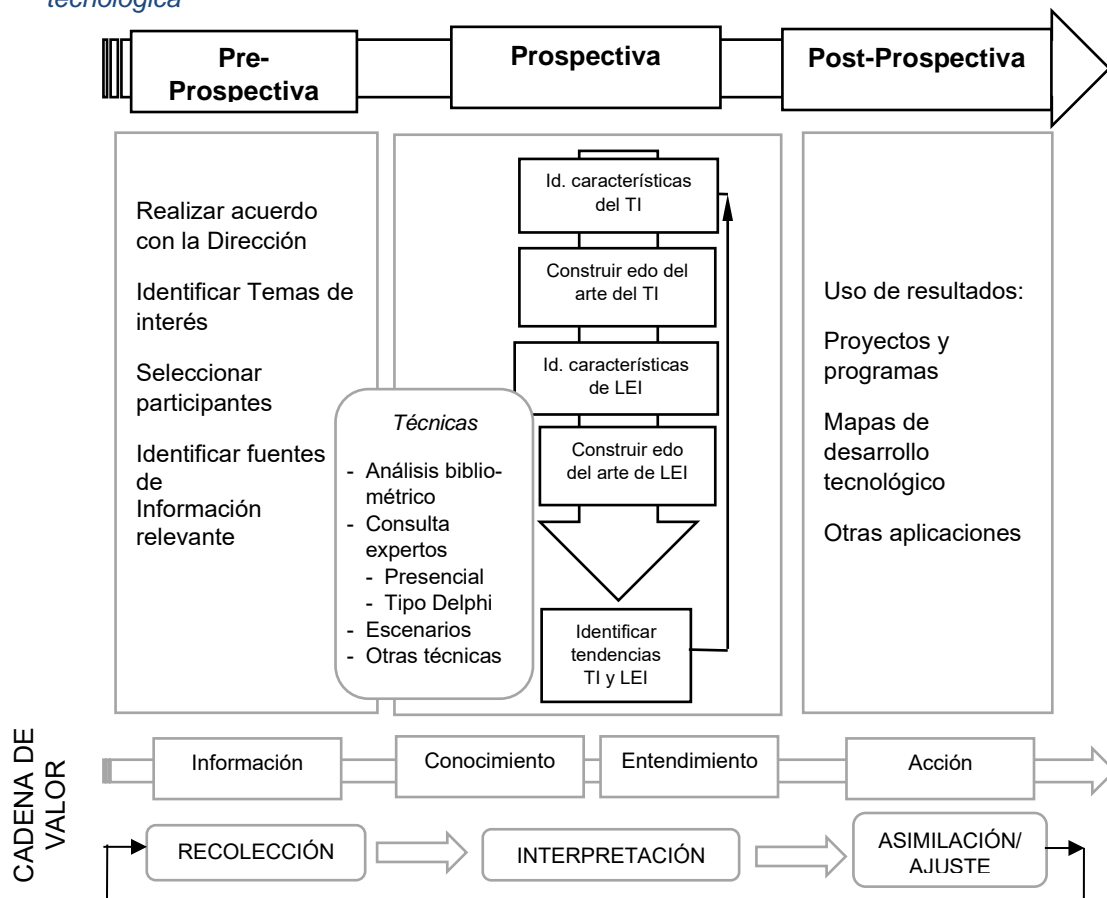 tecnológica
Pre-
Prospectiva
Prospectiva
Post-Prospectiva
Realizar acuerdo
con la Dirección
Identificar Temas de
interés
Seleccionar
participantes
Identificar fuentes
de
Información
relevante
Técnicas
- Análisis biblio-
métrico
- Consulta
expertos
- Presencial
- Tipo Delphi
- Escenarios
- Otras técnicas
Id. características
del TI
Construir edo del
arte del TI
Id. características
de LEI
Construir edo
del arte de LEI
Identificar
tendencias
TI y LEI
Uso de resultados:
Proyectos y
programas
Mapas de
desarrollo
tecnológico
Otras aplicaciones
CADENA DE
VALOR
Información
Conocimiento
Entendimiento
Acción
RECOLECCIÓN
INTERPRETACIÓN
ASIMILACIÓN/
AJUSTE